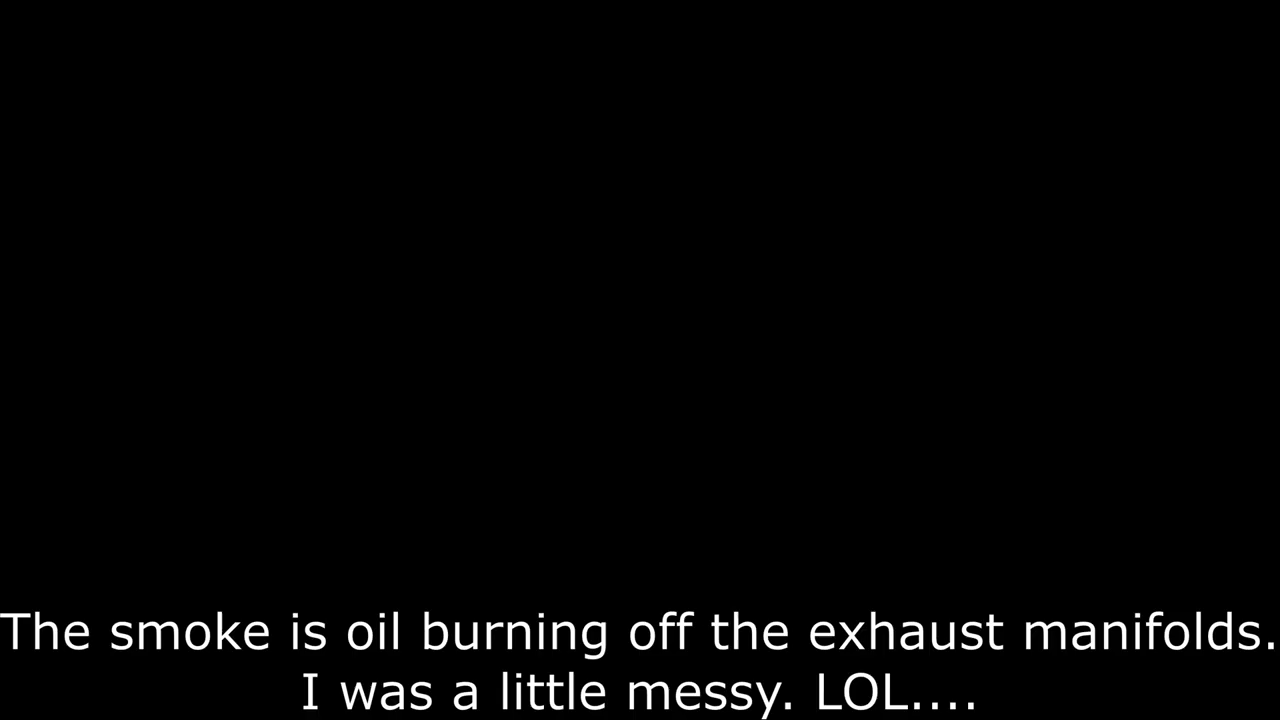 The smoke is oil burning off the exhaust manifolds.
I was a little messy. LOL....